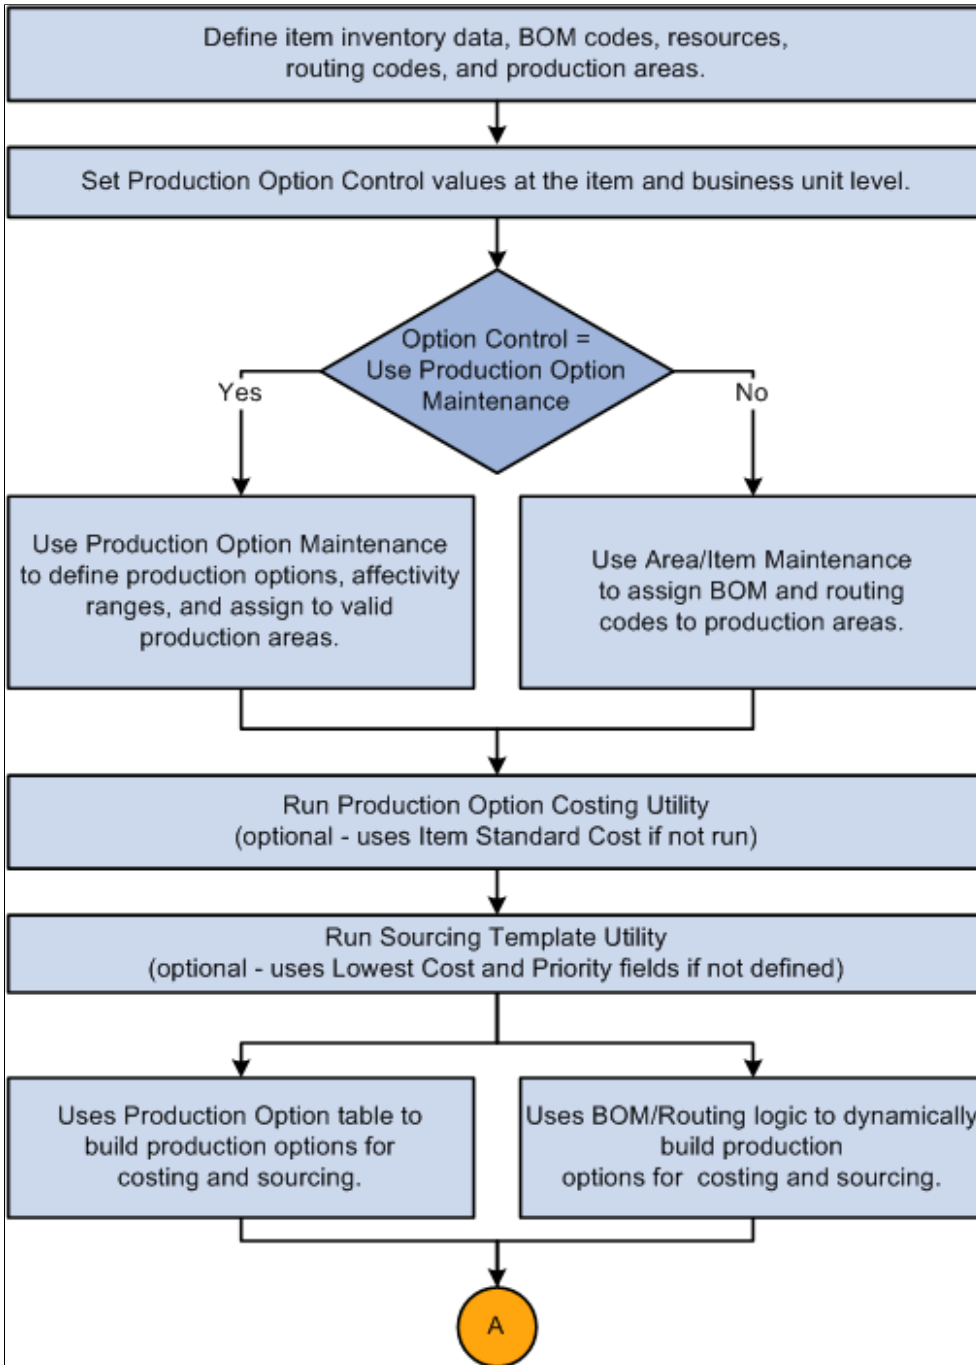 Define item inventory data, BOM codes, resources,
routing codes, and production areas.
Set Production Option Control values at the item and business unit level.
Option Control =
Use Production Option
Maintenance
Yes
No
Use Production Option Maintenance
to define production options, affectivity
ranges, and assign to valid
production areas.
Use Area/Item Maintenance
to assign BOM and routing
codes to production areas.
Run Production Option Costing Utility
(optional - uses Item Standard Cost if not run)
Run Sourcing Template Utility
(optional - uses Lowest Cost and Priority fields if not defined)
Uses Production Option table to
build production options for
costing and sourcing.
Uses BOM/Routing logic to dynamically
build production
options for costing and sourcing.
A